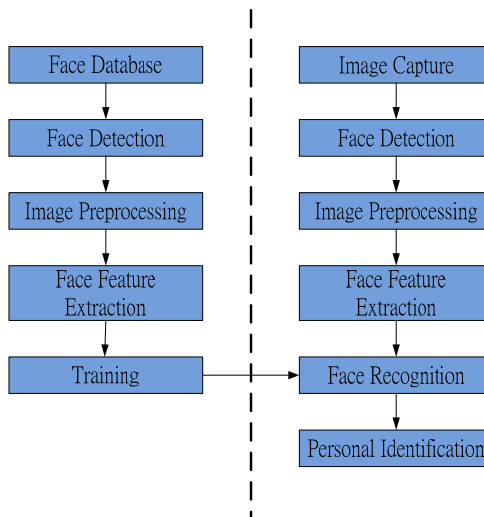 Face Database
Face Detection
Image Preprocessing
Face Feature
Extraction
Training
Image Capture
Face Detection
Image Preprocessing
Face Feature
Extraction
Face Recognition
Personal Identification